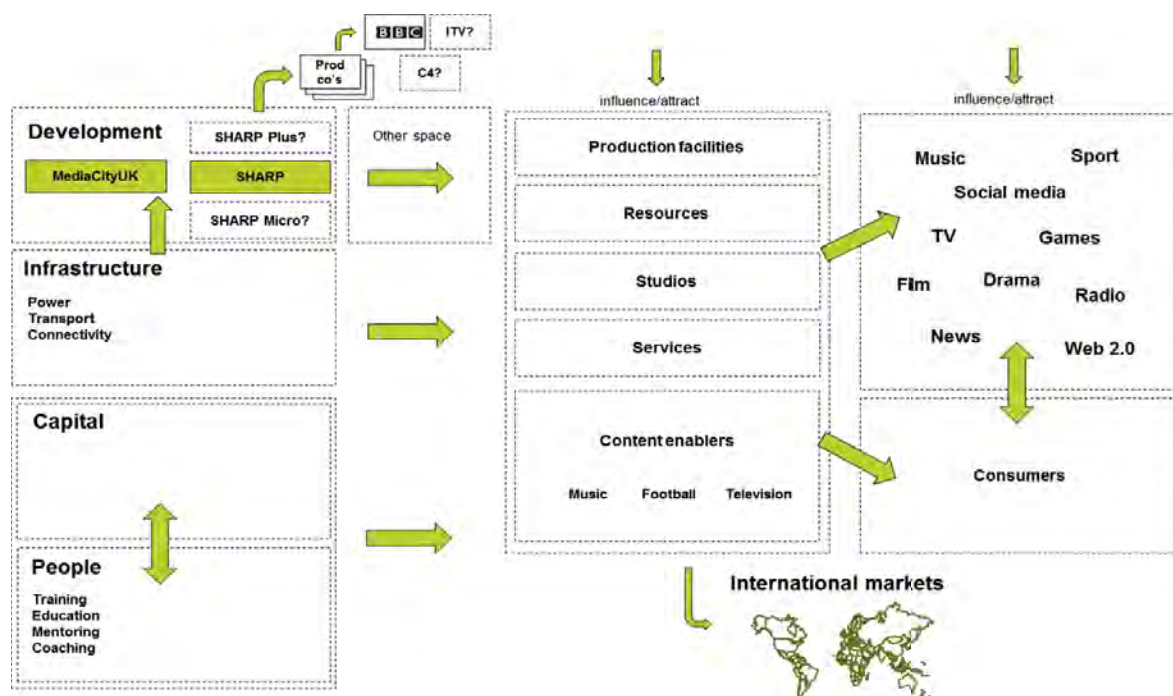 BBC
ITV?
Prod
co's
C4?
influence/attract
influence/attract
Development
SHARP Plus?
MediaCityUK
SHARP
SHARP Micro?
Other space
Infrastructure
Power
Transport
Connectivity
Capital
People
Training
Education
Mentoring
Coaching
Production facilities
Resources
Studios
Services
Content enablers
Music Football Television
Music
Sport
Social media
TV
Games
Film
Drama
Radio
News
Web 2.0
Consumers
International markets